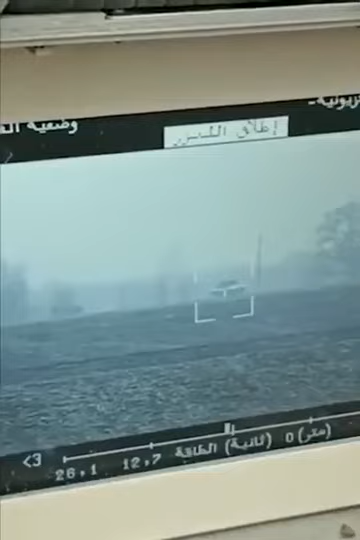 وضعية
إطلاق الليزر
<3
26,1 12,7 الطاقة (ثانية) 0 (متر)